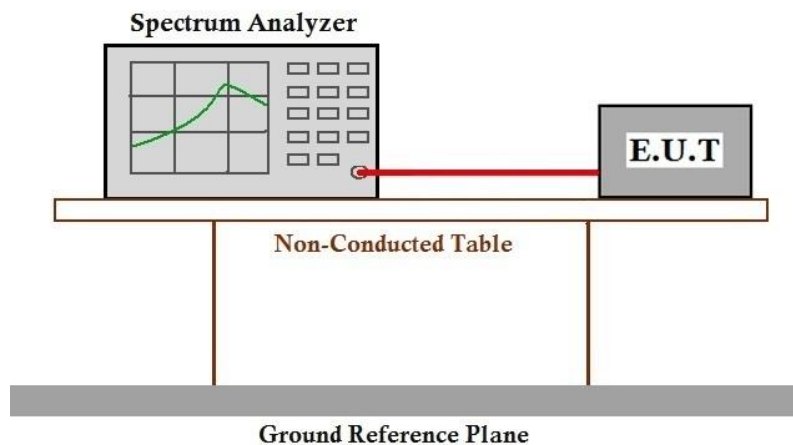 Spectrum Analyzer
E.U.T
Non-Conducted Table
Ground Reference Plane